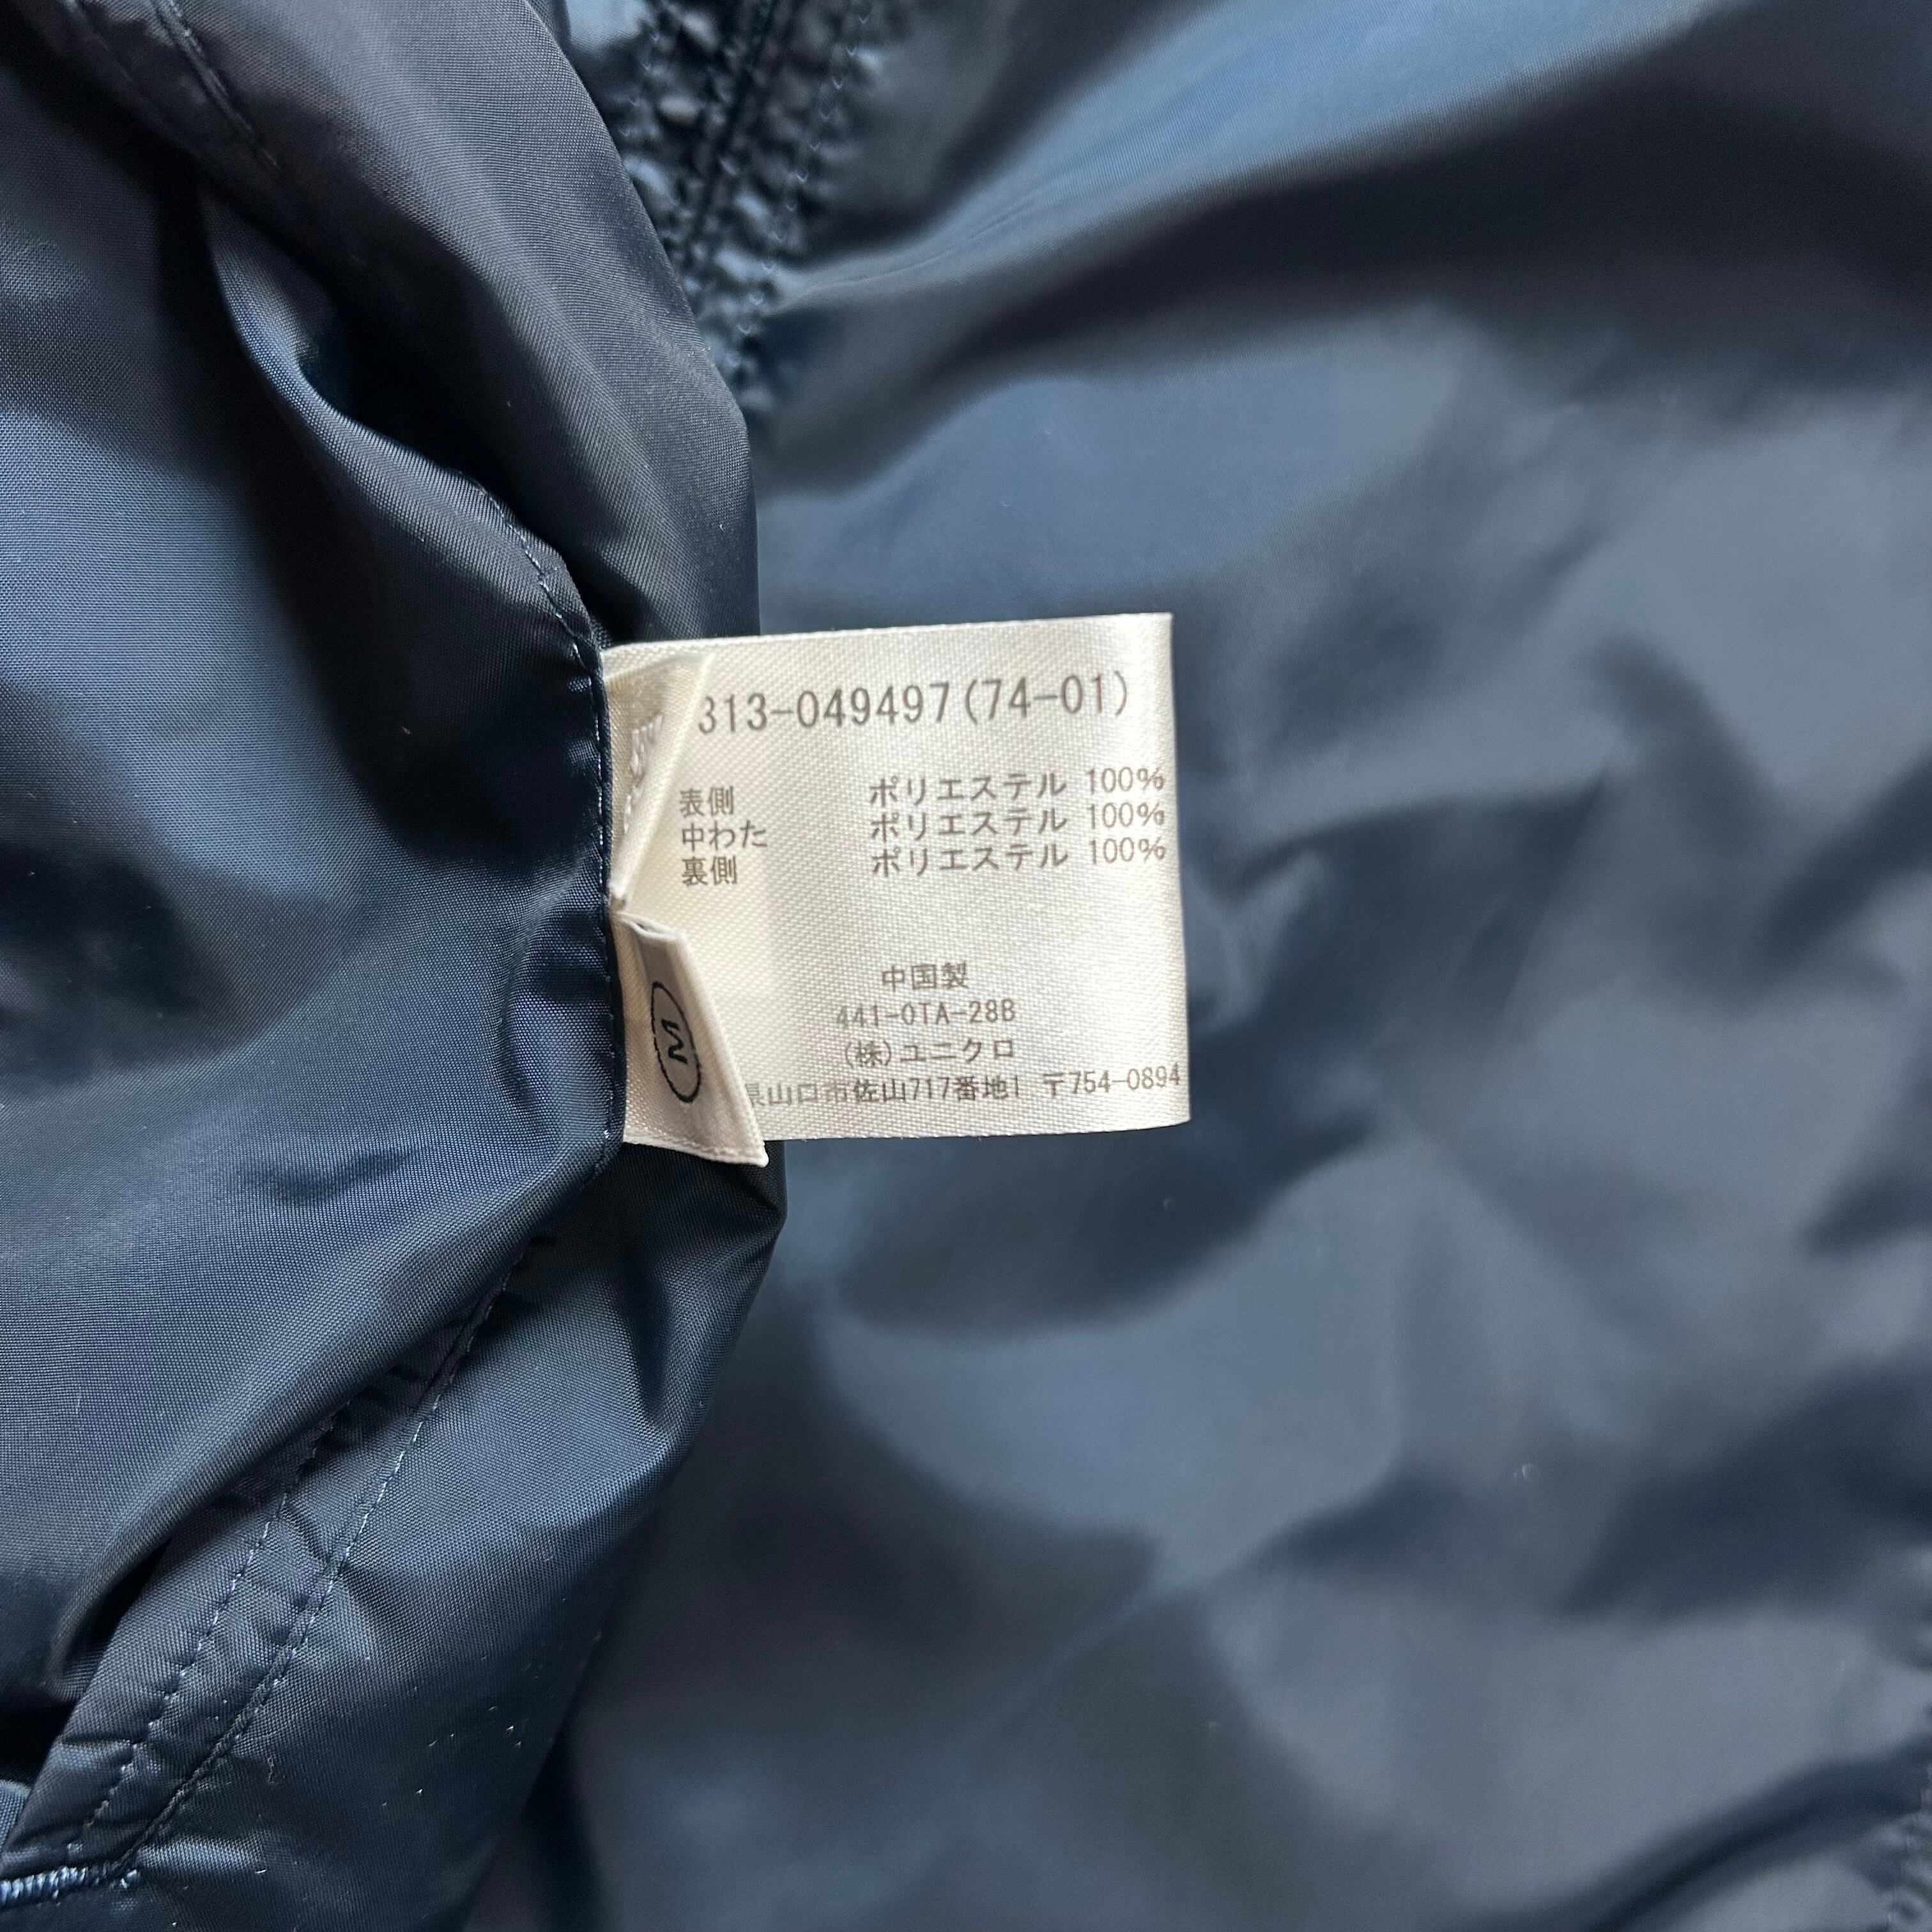 313-049497(74-01)
表側 ポリエステル 100%
中わた ポリエステル 100%
裏側 ポリエステル 100%
中国製
441-0TA-28B
(株)ユニクロ
県山口市佐山717番地1 〒754-0894
M